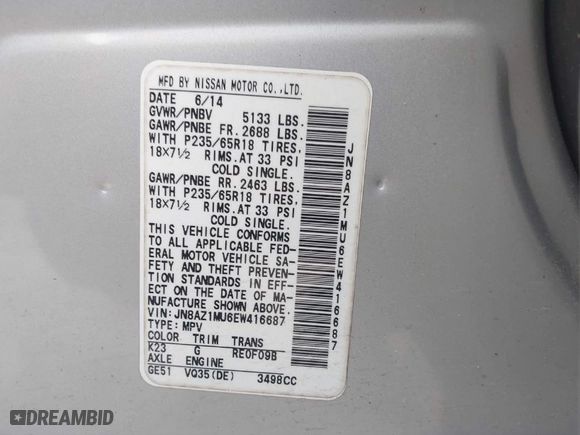 MFD BY NISSAN MOTOR CO.,LTD.
DATE 6/14
GVWR/PNBV 5133 LBS.
GAWR/PNBE FR. 2688 LBS.
WITH P235/65R18 TIRES,
18×7½ RIMS.AT 33 PSI
COLD SINGLE.
GAWR/PNBE RR. 2463 LBS.
WITH P235/65R18 TIRES,
18×7½ RIMS.AT 33 PSI
COLD SINGLE.
THIS VEHICLE CONFORMS
TO ALL APPLICABLE FED-
ERAL MOTOR VEHICLE SA-
FETY AND THEFT PREVEN-
TION STANDARDS IN EFF-
ECT ON THE DATE OF MA-
NUFACTURE SHOWN ABOVE.
VIN: JN8AZ1MU6EW416687
TYPE: MPV
COLOR TRIM TRANS
K23 G RE0F09B
AXLE ENGINE
GE51 VQ35(DE) 3498CC
JN8AZ1MU6EW416687
DREAMBID